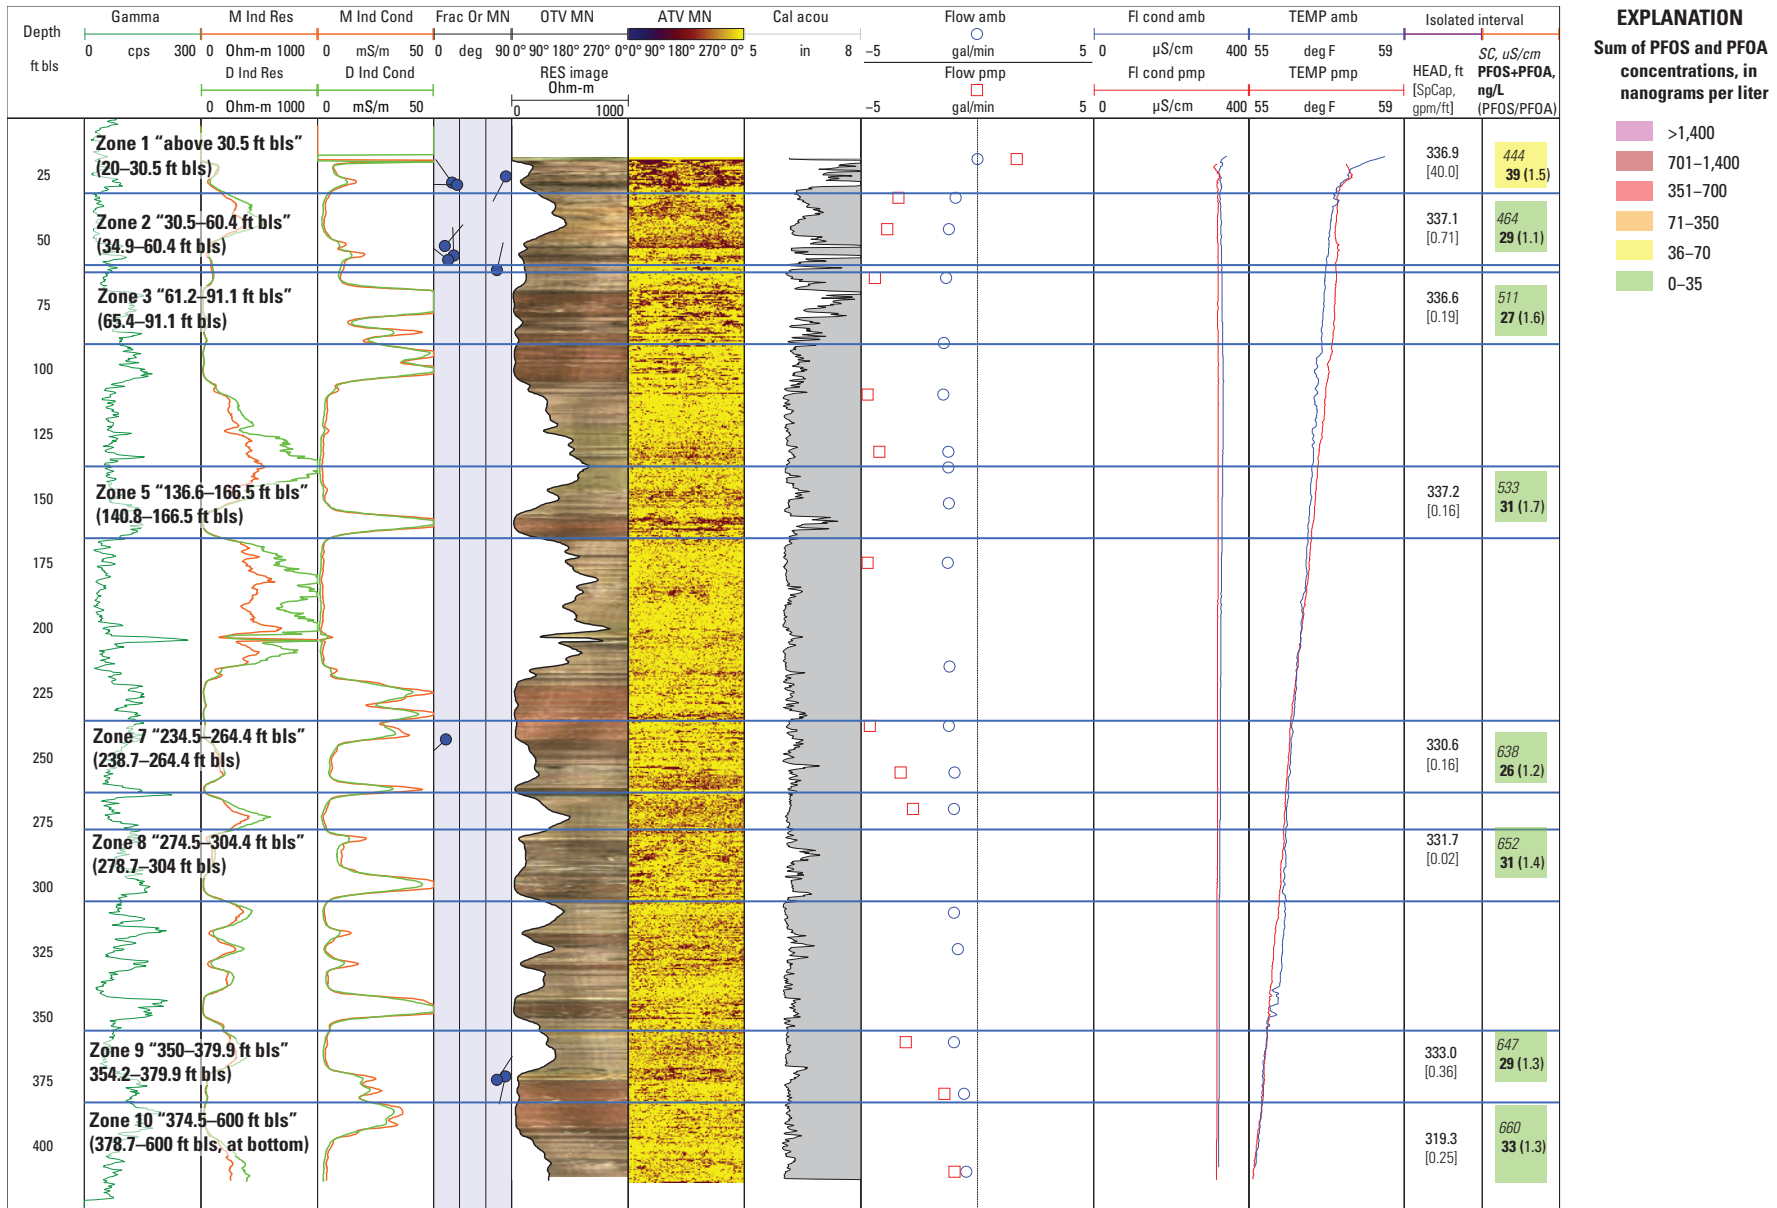 Depth
ft bls
Gamma
0 cps 300
M Ind Res
0 Ohm-m 1000
D Ind Res
0 Ohm-m 1000
M Ind Cond
0 mS/m 50
D Ind Cond
0 mS/m 50
Frac Or MN
0 deg 90
OTV MN
0° 90° 180° 270° 0°
RES image
Ohm-m
0 1000
ATV MN
0° 90° 180° 270° 0°
Cal acou
5 in 8
Flow amb
−5 gal/min 5
Flow pmp
−5 gal/min 5
Fl cond amb
0 µS/cm 400
Fl cond pmp
0 µS/cm 400
TEMP amb
55 deg F 59
TEMP pmp
55 deg F 59
Isolated interval
HEAD, ft
[SpCap,
gpm/ft]
SC, uS/cm
PFOS+PFOA,
ng/L
(PFOS/PFOA)
25
50
75
100
125
150
175
200
225
250
275
300
325
350
375
400
Zone 1 “above 30.5 ft bls”
(20–30.5 ft bls)
336.9
[40.0]
444
39 (1.5)
Zone 2 “30.5–60.4 ft bls”
(34.9–60.4 ft bls)
337.1
[0.71]
464
29 (1.1)
Zone 3 “61.2–91.1 ft bls”
(65.4–91.1 ft bls)
336.6
[0.19]
511
27 (1.6)
Zone 5 “136.6–166.5 ft bls”
(140.8–166.5 ft bls)
337.2
[0.16]
533
31 (1.7)
Zone 7 “234.5–264.4 ft bls”
(238.7–264.4 ft bls)
330.6
[0.16]
638
26 (1.2)
Zone 8 “274.5–304.4 ft bls”
(278.7–304 ft bls)
331.7
[0.02]
652
31 (1.4)
Zone 9 “350–379.9 ft bls”
354.2–379.9 ft bls)
333.0
[0.36]
647
29 (1.3)
Zone 10 “374.5–600 ft bls”
(378.7–600 ft bls, at bottom)
319.3
[0.25]
660
33 (1.3)
EXPLANATION
Sum of PFOS and PFOA
concentrations, in
nanograms per liter
>1,400
701–1,400
351–700
71–350
36–70
0–35